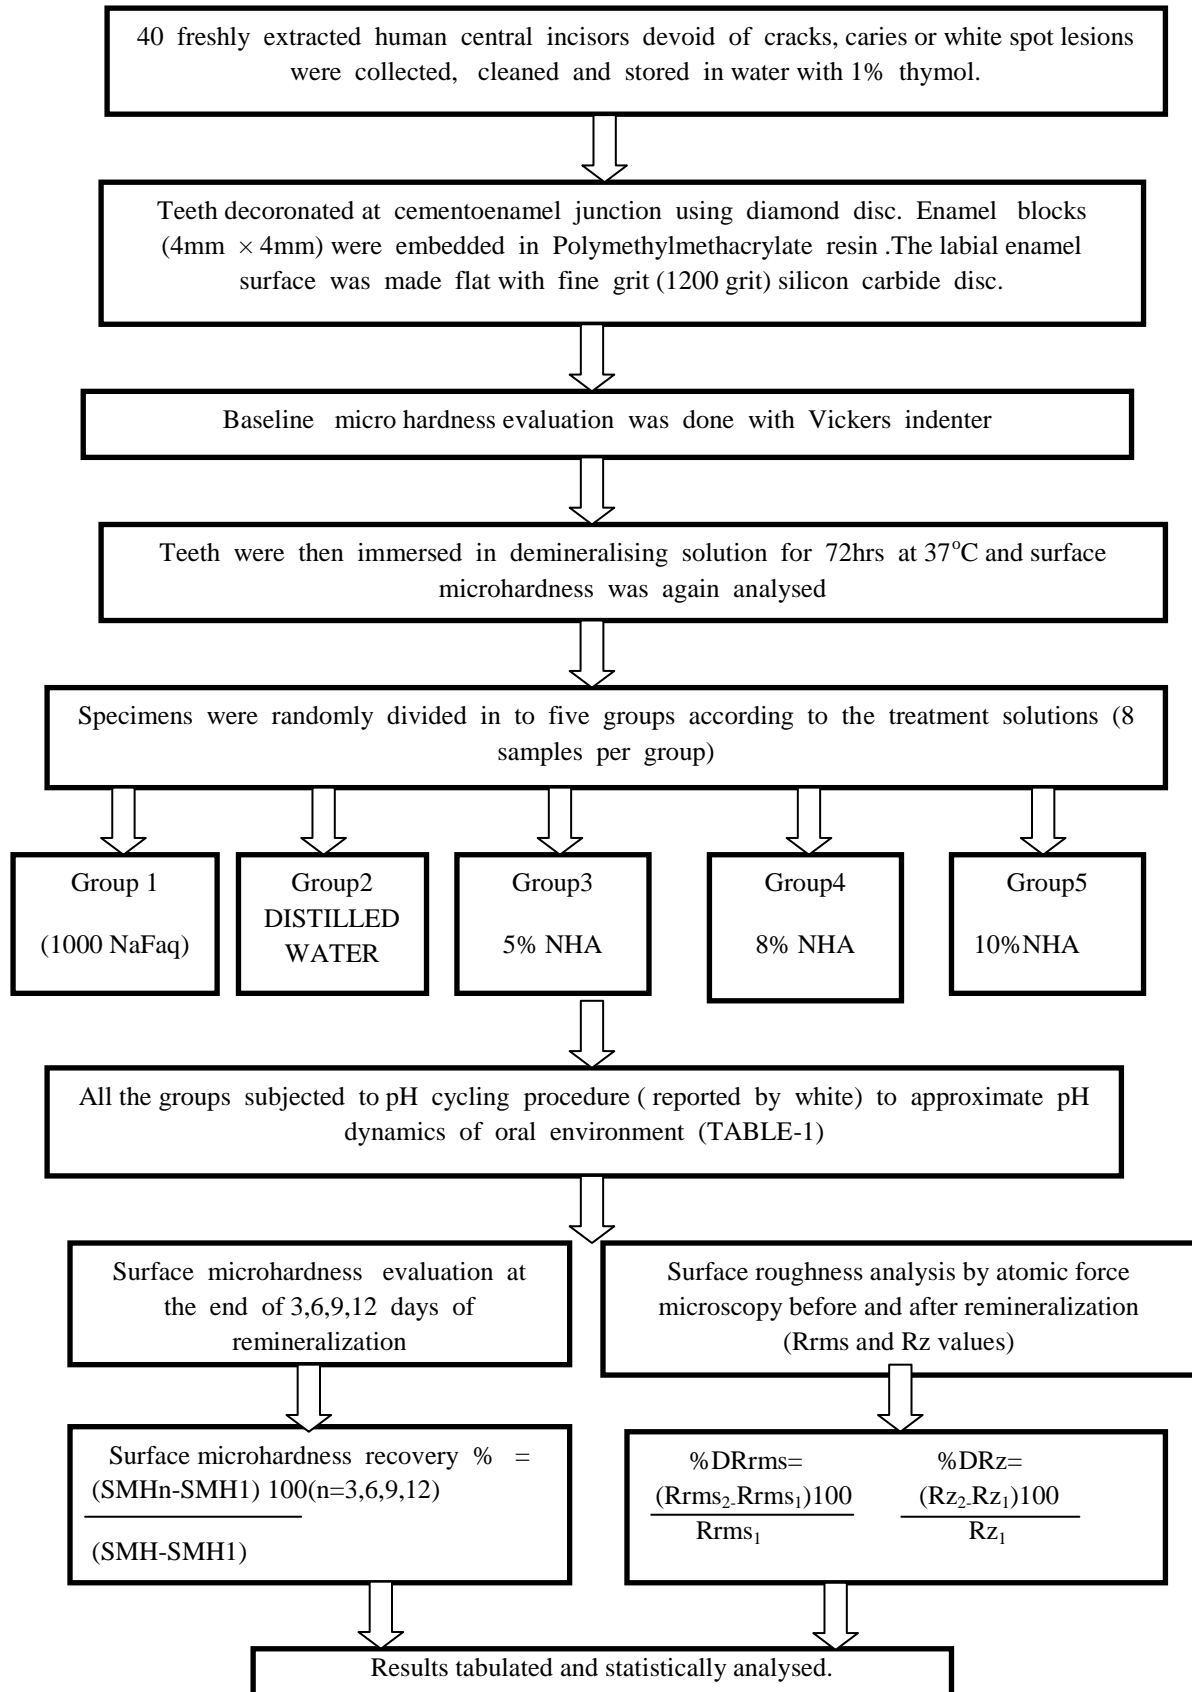 40 freshly extracted human central incisors devoid of cracks, caries or white spot lesions
were collected, cleaned and stored in water with 1% thymol.
Teeth decoronated at cementoenamel junction using diamond disc. Enamel blocks
(4mm × 4mm) were embedded in Polymethylmethacrylate resin .The labial enamel
surface was made flat with fine grit (1200 grit) silicon carbide disc.
Baseline micro hardness evaluation was done with Vickers indenter
Teeth were then immersed in demineralising solution for 72hrs at 37°C and surface
microhardness was again analysed
Specimens were randomly divided in to five groups according to the treatment solutions (8
samples per group)
Group 1
(1000 NaFaq)
Group2
DISTILLED
WATER
Group3
5% NHA
Group4
8% NHA
Group5
10%NHA
All the groups subjected to pH cycling procedure ( reported by white) to approximate pH
dynamics of oral environment (TABLE-1)
Surface microhardness evaluation at
the end of 3,6,9,12 days of
remineralization
Surface roughness analysis by atomic force
microscopy before and after remineralization
(Rrms and Rz values)
Surface microhardness recovery % =
(SMHn-SMH1) 100(n=3,6,9,12)
(SMH-SMH1)
%DRrms=
(Rrms₂-Rrms₁)100
Rrms₁
%DRz=
(Rz₂-Rz₁)100
Rz₁
Results tabulated and statistically analysed.